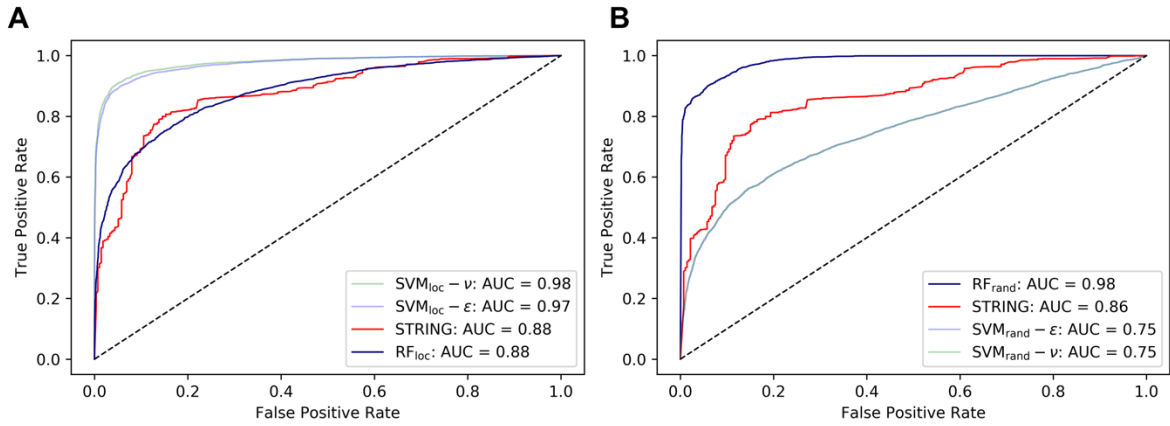 A
1.0
0.8
0.6
0.4
0.2
0.0
True Positive Rate
SVMloc − ν: AUC = 0.98
SVMloc − ε: AUC = 0.97
STRING: AUC = 0.88
RFloc: AUC = 0.88
0.0 0.2 0.4 0.6 0.8 1.0
False Positive Rate
B
1.0
0.8
0.6
0.4
0.2
0.0
True Positive Rate
RFrand: AUC = 0.98
STRING: AUC = 0.86
SVMrand − ε: AUC = 0.75
SVMrand − ν: AUC = 0.75
0.0 0.2 0.4 0.6 0.8 1.0
False Positive Rate